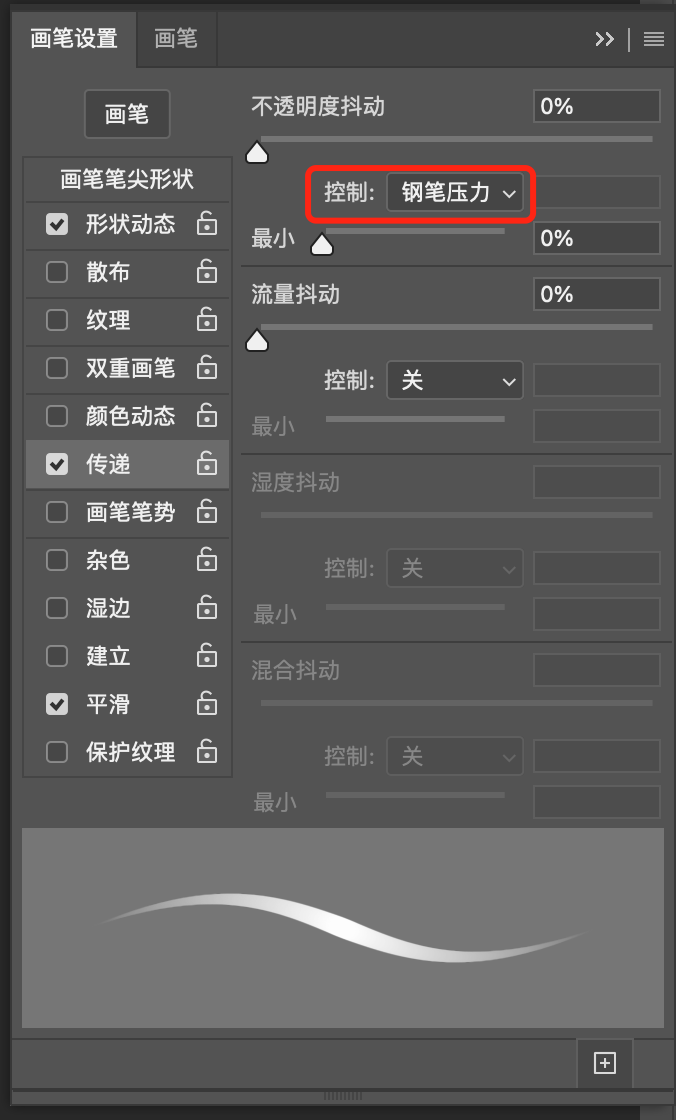 画笔设置 画笔
画笔
画笔笔尖形状
形状动态
散布
纹理
双重画笔
颜色动态
传递
画笔笔势
杂色
湿边
建立
平滑
保护纹理
不透明度抖动 0%
控制: 钢笔压力
最小 0%
流量抖动 0%
控制: 关
最小
湿度抖动
控制: 关
最小
混合抖动
控制: 关
最小